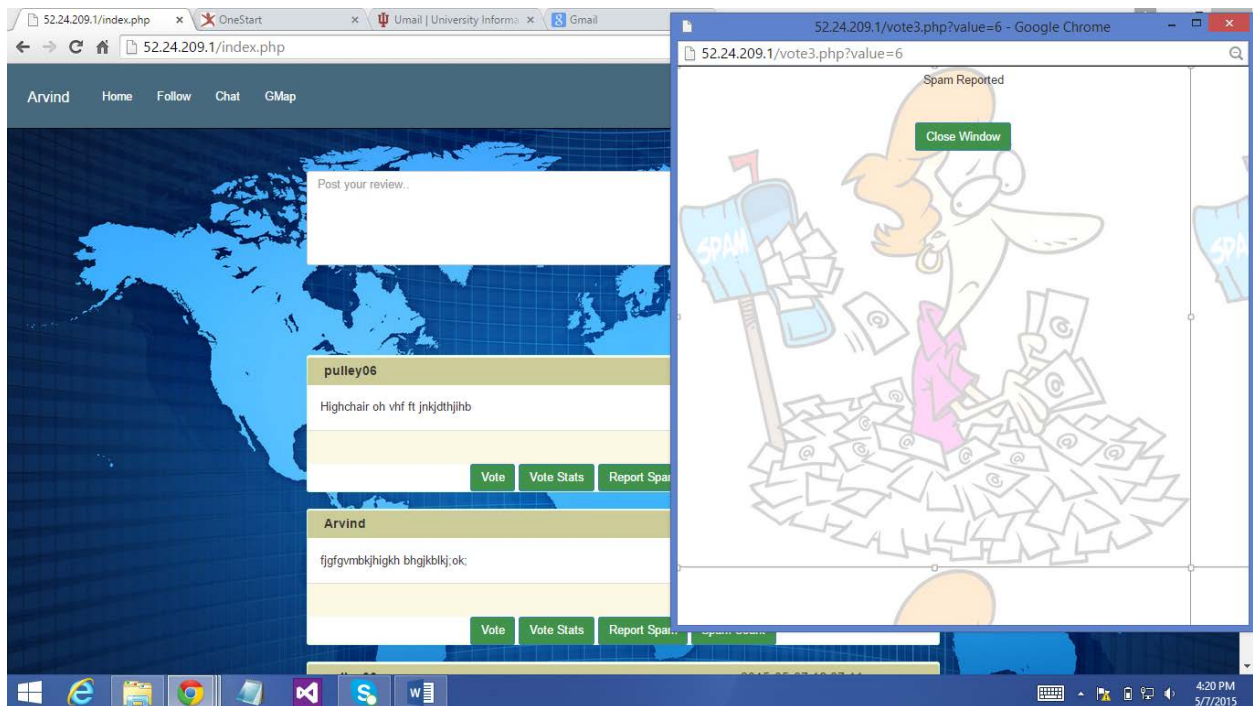 52.24.209.1/index.php
OneStart
Umail | University Informa
Gmail
52.24.209.1/index.php
Arvind Home Follow Chat GMap
Post your review..
pulley06
Highchair oh vhf ft jnkjdthjihb
Vote Vote Stats Report Spam
Arvind
fjgfgvmbkjhigkh bhgjkblkj;ok;
Vote Vote Stats Report Spam Spam Count
52.24.209.1/vote3.php?value=6 - Google Chrome
52.24.209.1/vote3.php?value=6
Spam Reported
Close Window
SPAM
4:20 PM
5/7/2015